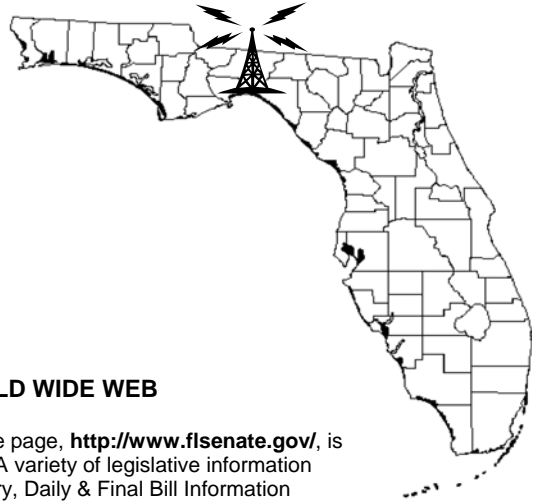 LD WIDE WEB
e page, http://www.flsenate.gov/, is
A variety of legislative information
ry, Daily & Final Bill Information